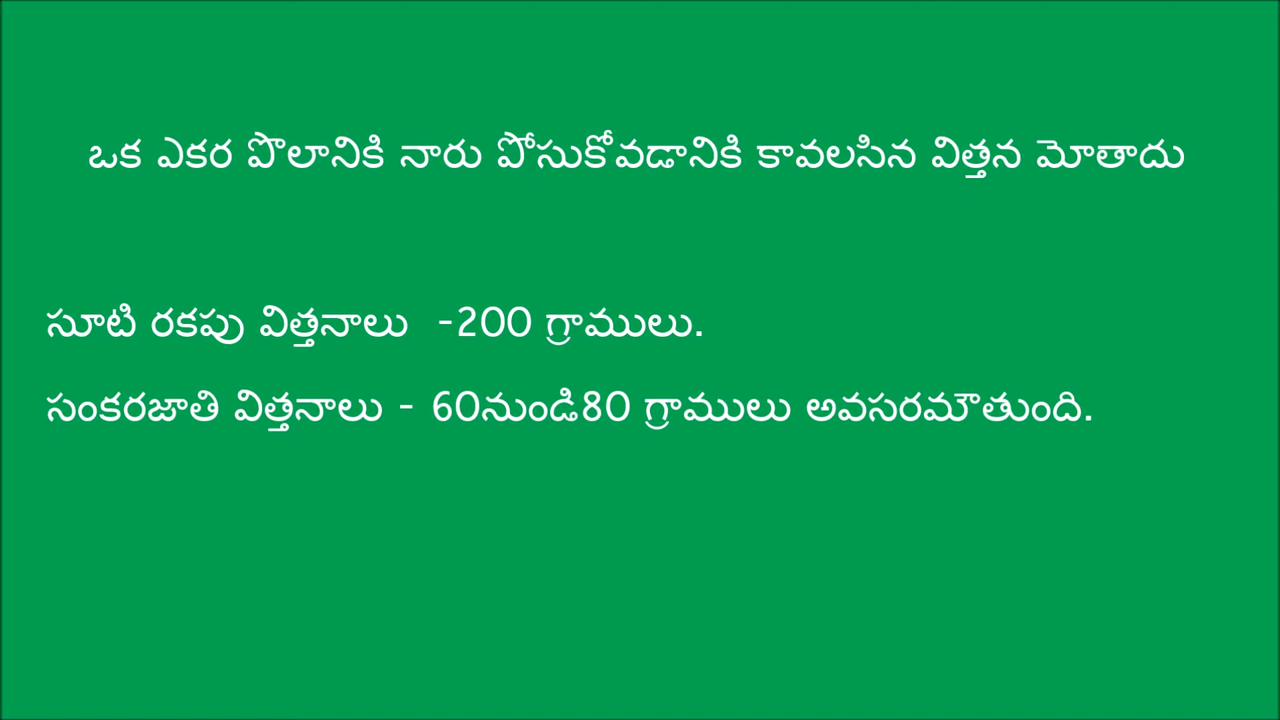 ఒక ఎకర పొలానికి నారు పోసుకోవడానికి కావలసిన విత్తన మోతాదు
సూటి రకపు విత్తనాలు  -200 గ్రాములు.
సంకరజాతి విత్తనాలు - 60నుండి80 గ్రాములు అవసరమౌతుంది.